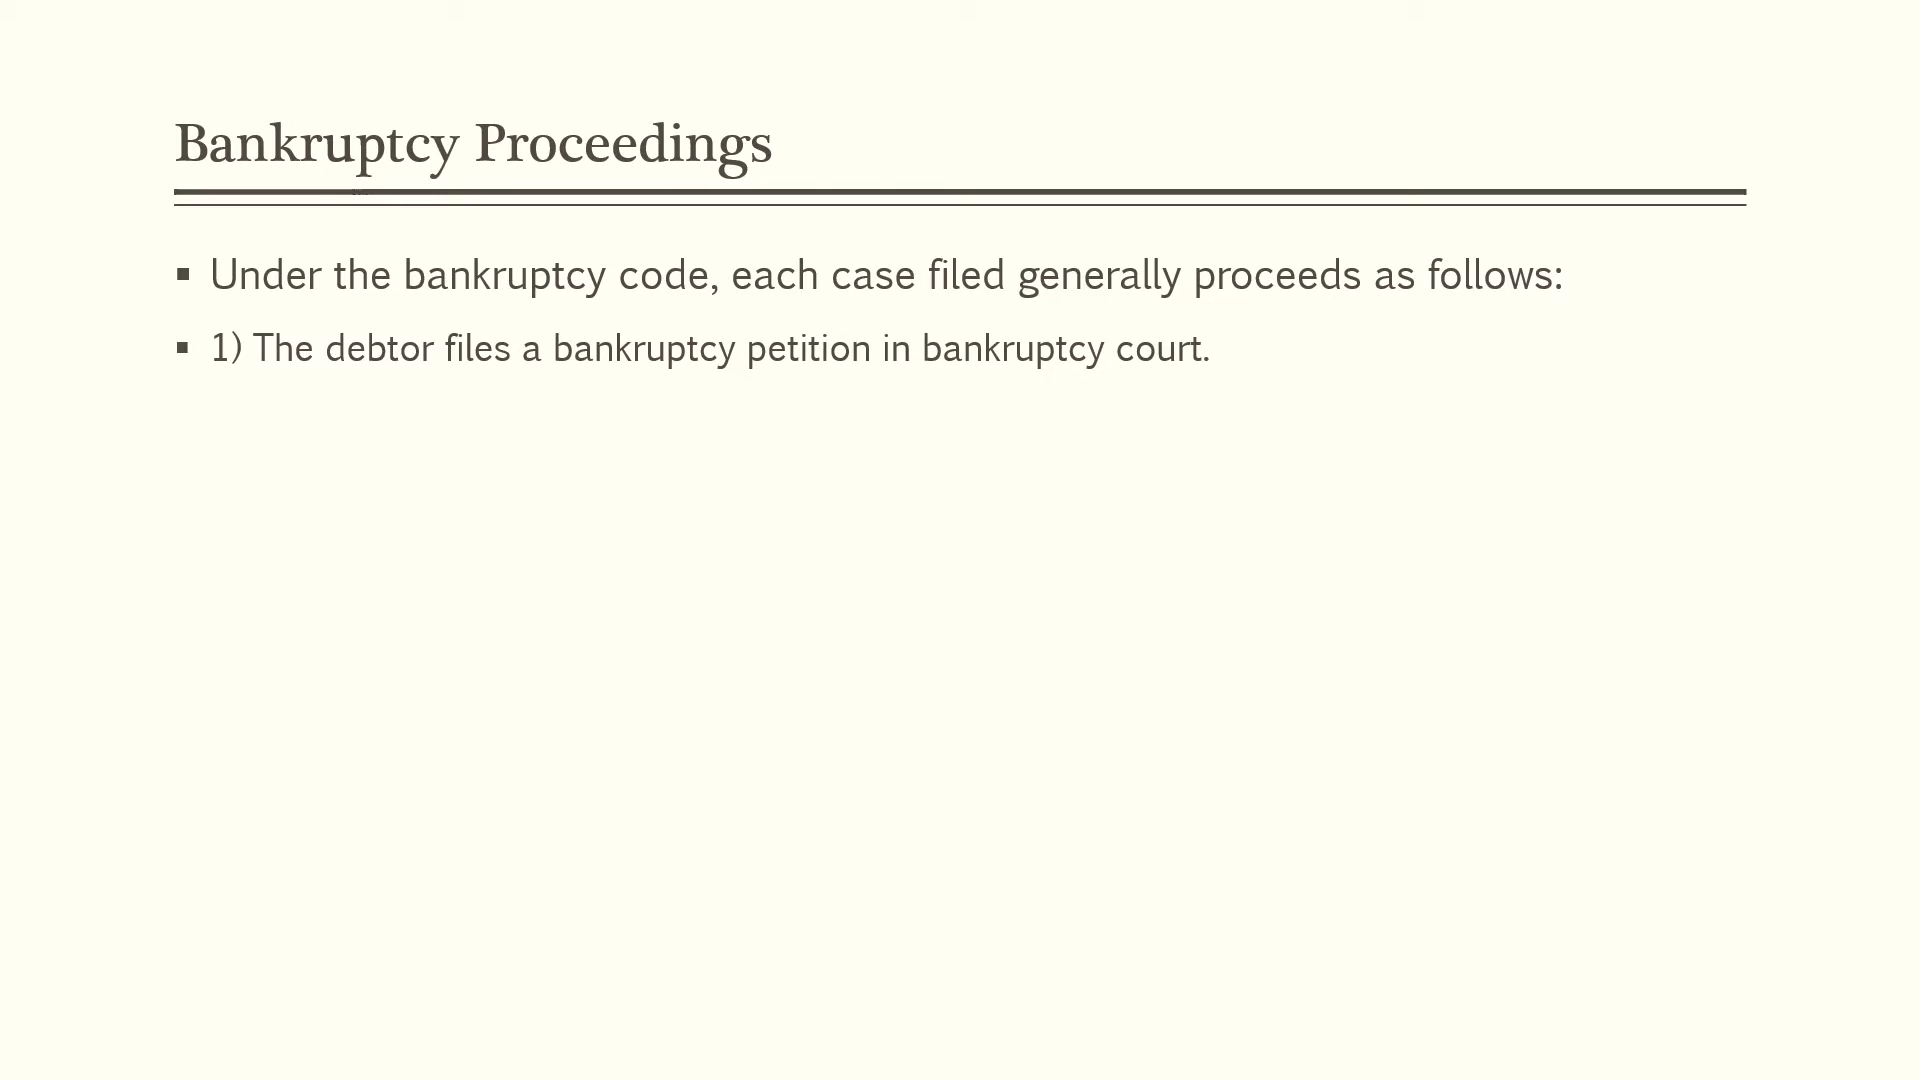 Bankruptcy Proceedings
▪ Under the bankruptcy code, each case filed generally proceeds as follows:
▪ 1) The debtor files a bankruptcy petition in bankruptcy court.